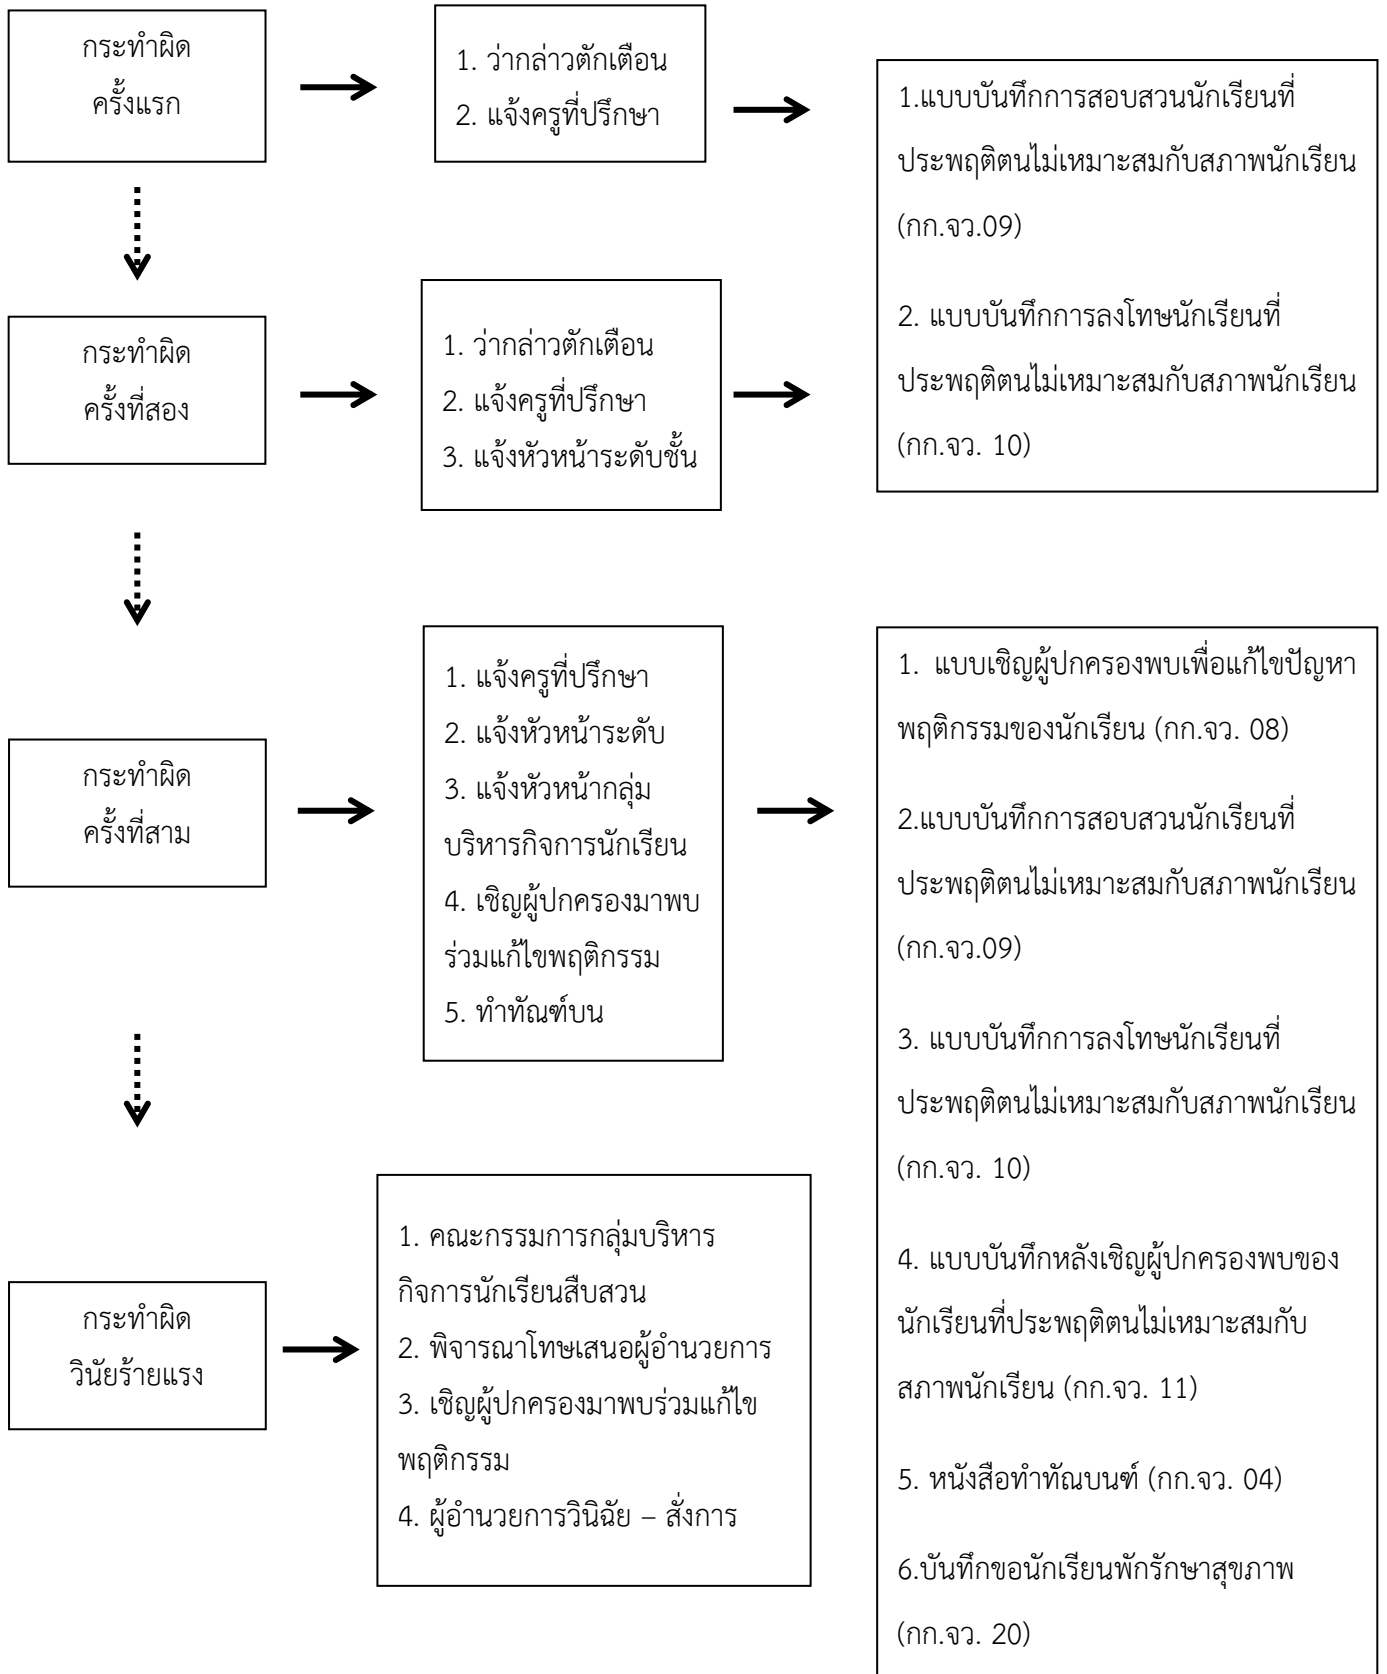 กระทำผิด
ครั้งแรก
1. ว่ากล่าวตักเตือน
2. แจ้งครูที่ปรึกษา
1.แบบบันทึกการสอบสวนนักเรียนที่
ประพฤติตนไม่เหมาะสมกับสภาพนักเรียน
(กก.จว.09)
2. แบบบันทึกการลงโทษนักเรียนที่
ประพฤติตนไม่เหมาะสมกับสภาพนักเรียน
(กก.จว. 10)
กระทำผิด
ครั้งที่สอง
1. ว่ากล่าวตักเตือน
2. แจ้งครูที่ปรึกษา
3. แจ้งหัวหน้าระดับชั้น
กระทำผิด
ครั้งที่สาม
1. แจ้งครูที่ปรึกษา
2. แจ้งหัวหน้าระดับ
3. แจ้งหัวหน้ากลุ่ม
บริหารกิจการนักเรียน
4. เชิญผู้ปกครองมาพบ
ร่วมแก้ไขพฤติกรรม
5. ทำทัณฑ์บน
1. แบบเชิญผู้ปกครองพบเพื่อแก้ไขปัญหา
พฤติกรรมของนักเรียน (กก.จว. 08)
2.แบบบันทึกการสอบสวนนักเรียนที่
ประพฤติตนไม่เหมาะสมกับสภาพนักเรียน
(กก.จว.09)
3. แบบบันทึกการลงโทษนักเรียนที่
ประพฤติตนไม่เหมาะสมกับสภาพนักเรียน
(กก.จว. 10)
4. แบบบันทึกหลังเชิญผู้ปกครองพบของ
นักเรียนที่ประพฤติตนไม่เหมาะสมกับ
สภาพนักเรียน (กก.จว. 11)
5. หนังสือทำทัณบนฑ์ (กก.จว. 04)
6.บันทึกขอนักเรียนพักรักษาสุขภาพ
(กก.จว. 20)
กระทำผิด
วินัยร้ายแรง
1. คณะกรรมการกลุ่มบริหาร
กิจการนักเรียนสืบสวน
2. พิจารณาโทษเสนอผู้อำนวยการ
3. เชิญผู้ปกครองมาพบร่วมแก้ไข
พฤติกรรม
4. ผู้อำนวยการวินิฉัย – สั่งการ